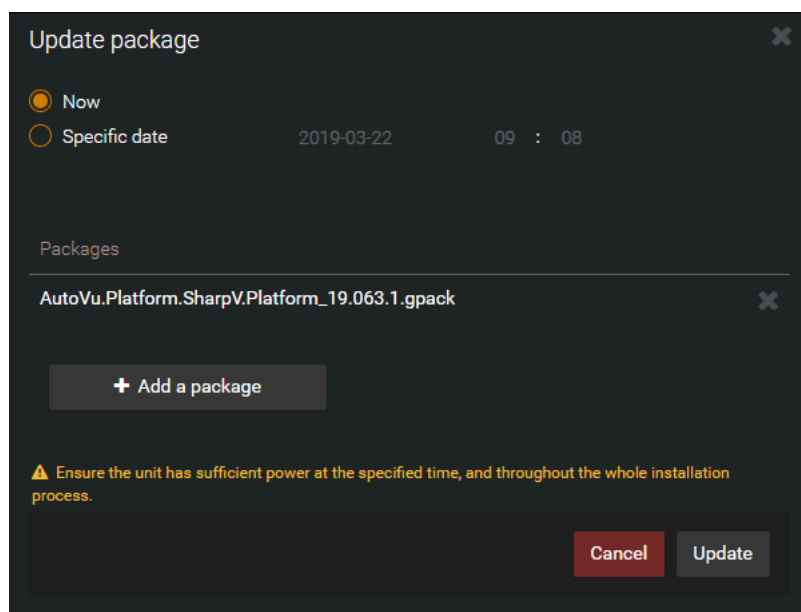 Update package
Now
Specific date 2019-03-22 09 : 08
Packages
AutoVu.Platform.SharpV.Platform_19.063.1.gpack
+ Add a package
Ensure the unit has sufficient power at the specified time, and throughout the whole installation
process.
Cancel Update